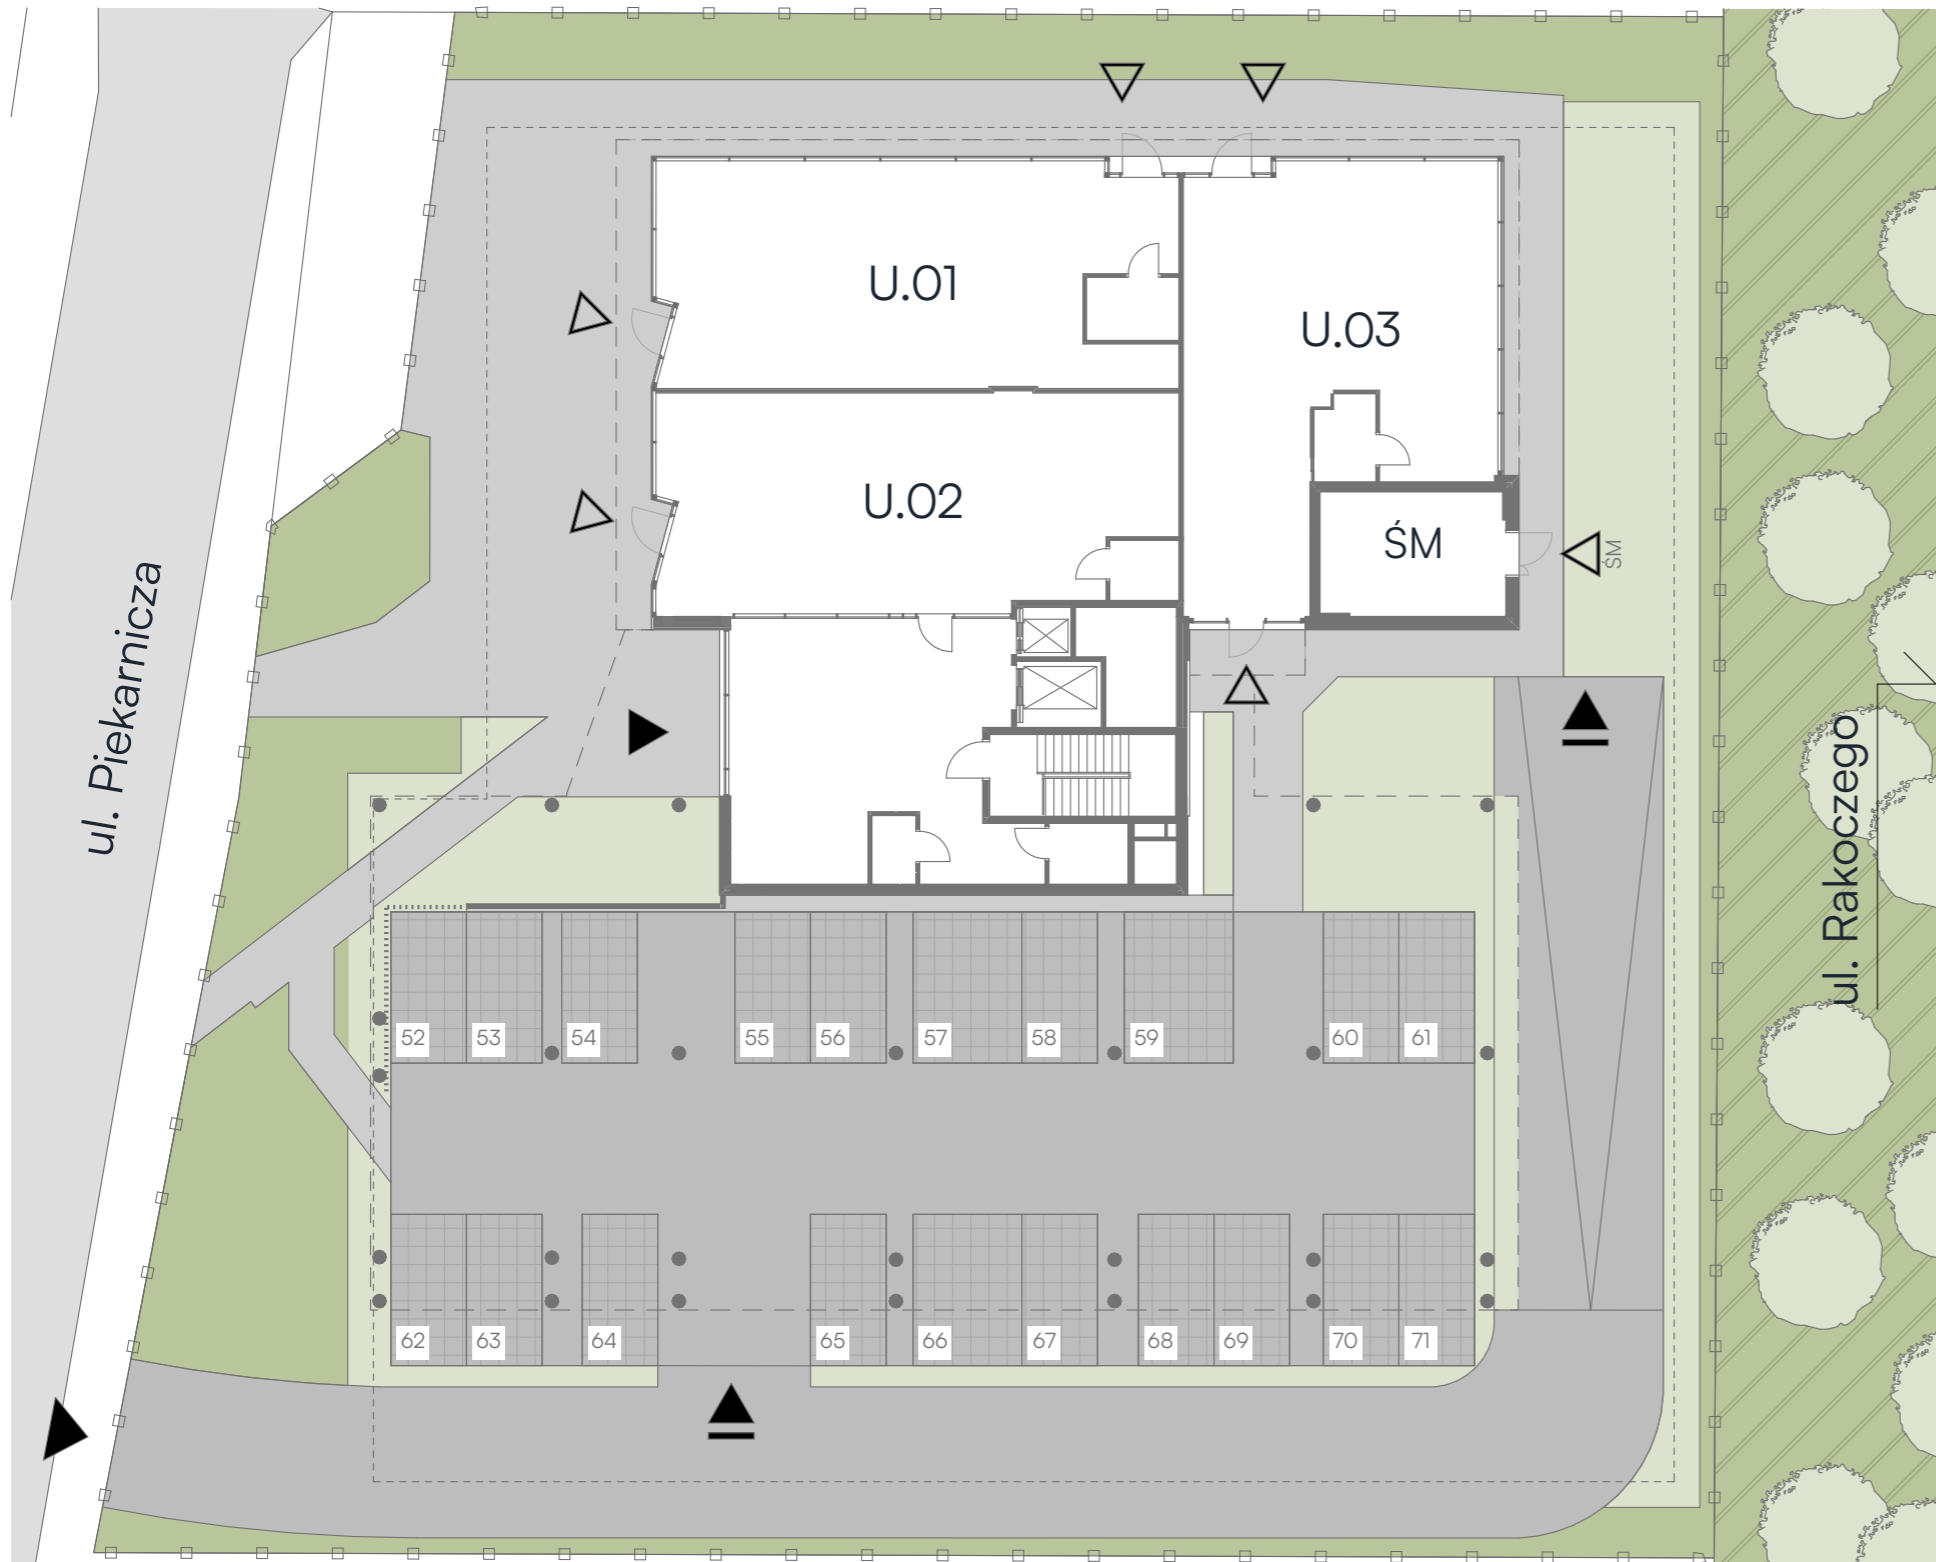 U.01
U.03
U.02
ŚM
ŚM
ul. Piekarnicza
ul. Rakoczego
52 53 54 55 56 57 58 59 60 61
62 63 64 65 66 67 68 69 70 71